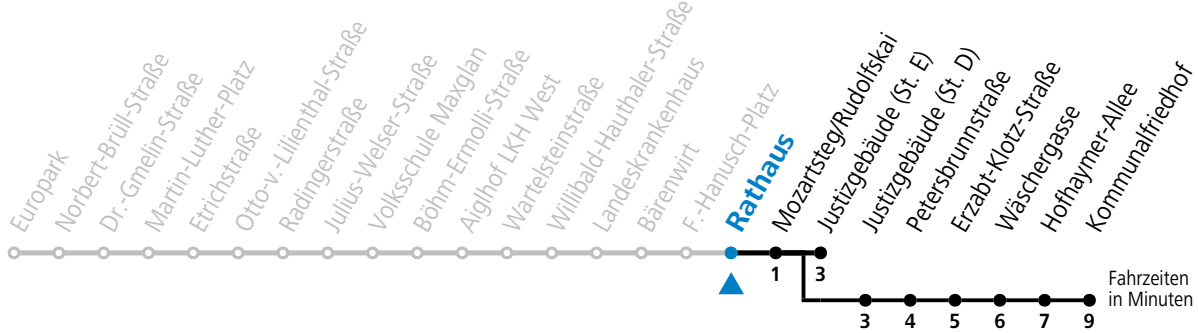 Europark
Norbert-Brüll-Straße
Dr.-Gmelin-Straße
Martin-Luther-Platz
Etrichstraße
Otto-v.-Lilienthal-Straße
Radingerstraße
Julius-Welser-Straße
Volksschule Maxglan
Böhm-Ermolli-Straße
Aiglhof LKH West
Wartelsteinstraße
Willibald-Hauthaler-Straße
Landeskrankenhaus
Bärenwirt
F.-Hanusch-Platz
Rathaus
Mozartsteg/Rudolfskai
Justizgebäude (St. E)
Justizgebäude (St. D)
Petersbrunnstraße
Erzabt-Klotz-Straße
Wäschergasse
Hofhaymer-Allee
Kommunalfriedhof
1 3
Fahrzeiten
in Minuten
3 4 5 6 7 9